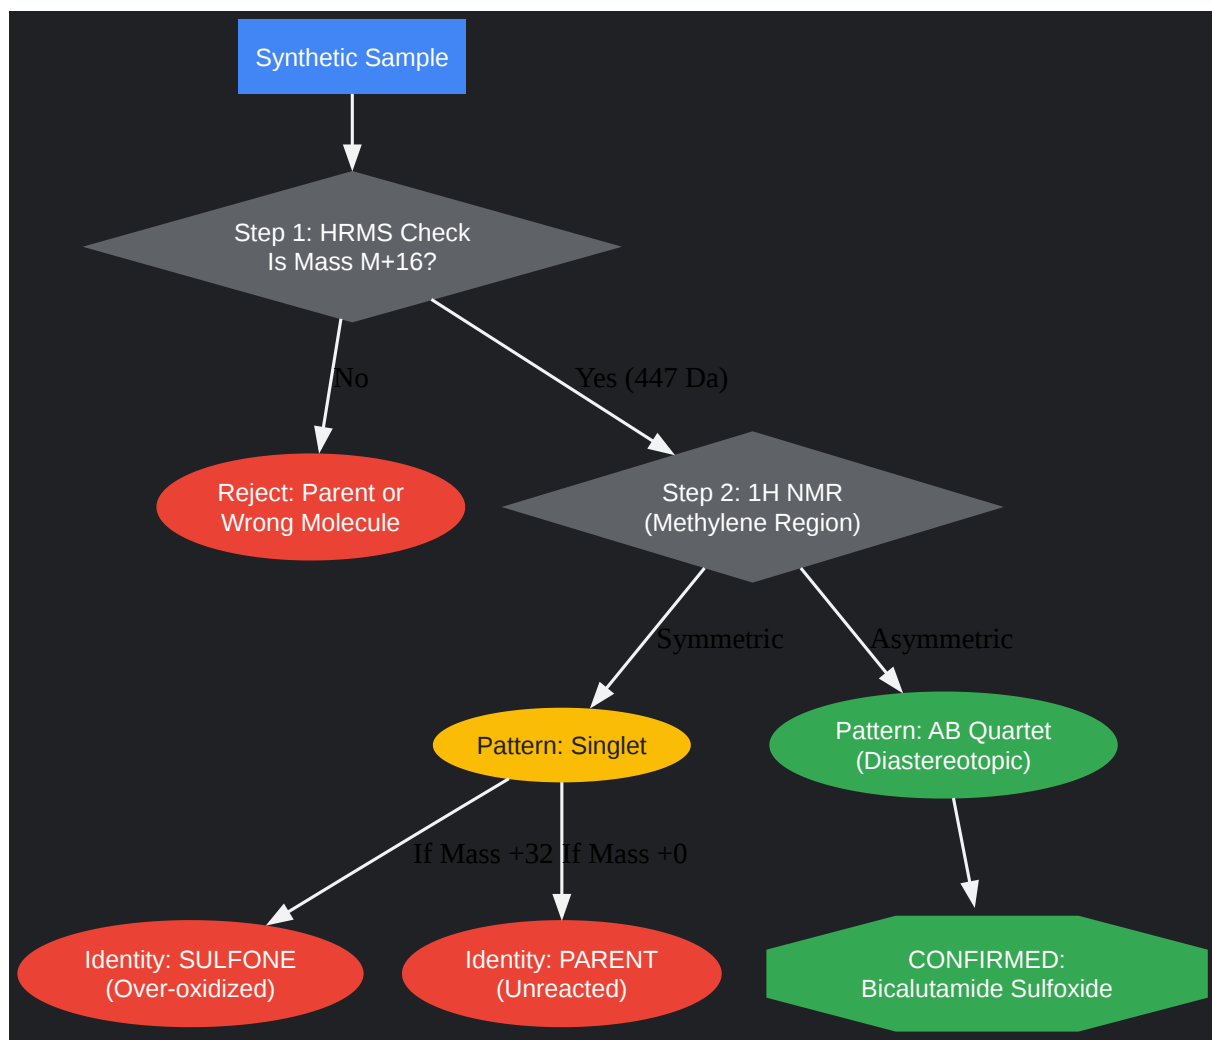 Synthetic Sample
Step 1: HRMS Check
Is Mass M+16?
No
Yes (447 Da)
Reject: Parent or
Wrong Molecule
Step 2: 1H NMR
(Methylene Region)
Symmetric
Asymmetric
Pattern: Singlet
Pattern: AB Quartet
(Diastereotopic)
If Mass +32
If Mass +0
Identity: SULFONE
(Over-oxidized)
Identity: PARENT
(Unreacted)
CONFIRMED:
Bicalutamide Sulfoxide